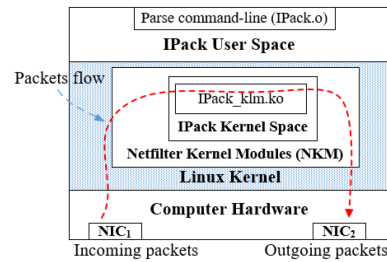 Parse command-line (IPack.o)
IPack User Space
Packets flow
IPack_klm.ko
IPack Kernel Space
Netfilter Kernel Modules (NKM)
Linux Kernel
Computer Hardware
NIC₁ NIC₂
Incoming packets Outgoing packets